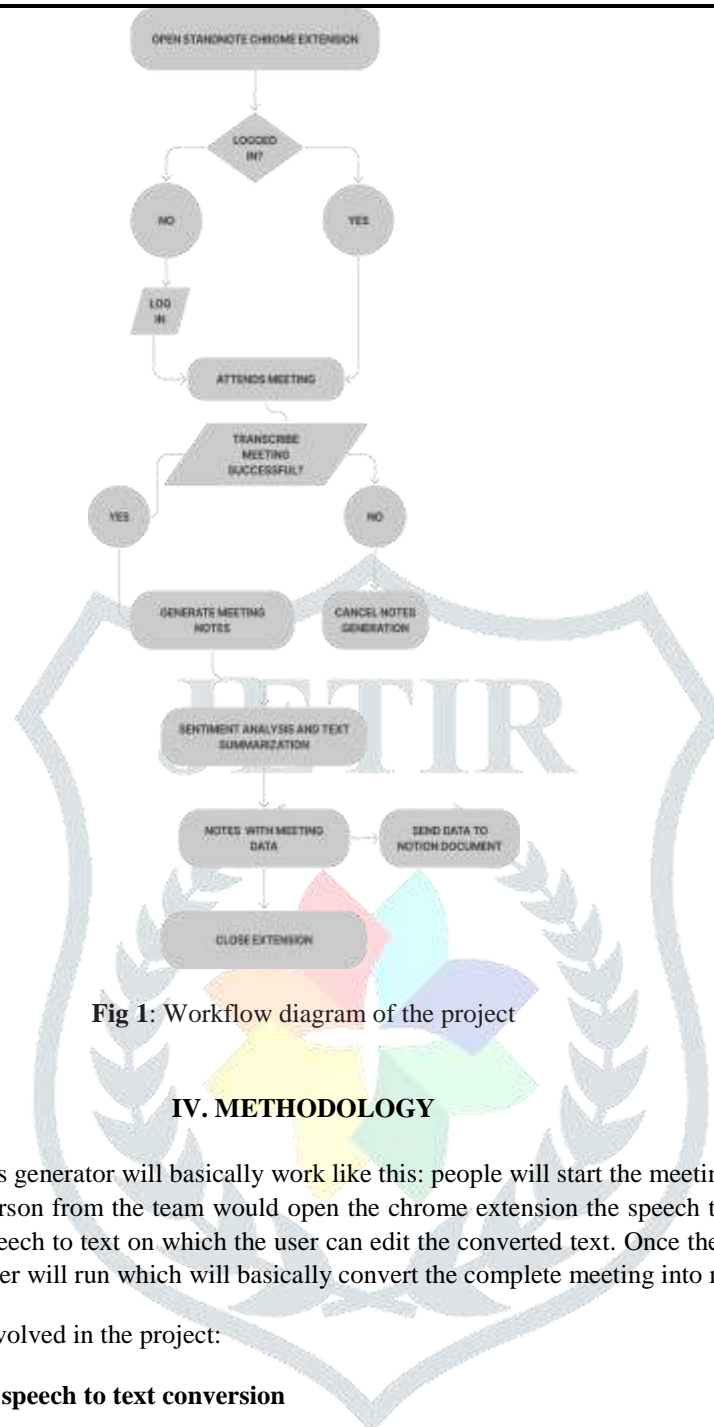 OPEN STANDNOTE CHROME EXTENSION
LOGGED
IN?
NO
YES
LOG
IN
ATTENDS MEETING
TRANSCRIBE
MEETING
SUCCESSFUL?
YES
NO
GENERATE MEETING
NOTES
CANCEL NOTES
GENERATION
JETIR
SENTIMENT ANALYSIS AND TEXT
SUMMARIZATION
NOTES WITH MEETING
DATA
SEND DATA TO
NOTION DOCUMENT
CLOSE EXTENSION
Fig 1: Workflow diagram of the project
IV. METHODOLOGY
s generator will basically work like this: people will start the meetin
erson from the team would open the chrome extension the speech t
eech to text on which the user can edit the converted text. Once the
er will run which will basically convert the complete meeting into
volved in the project:
speech to text conversion